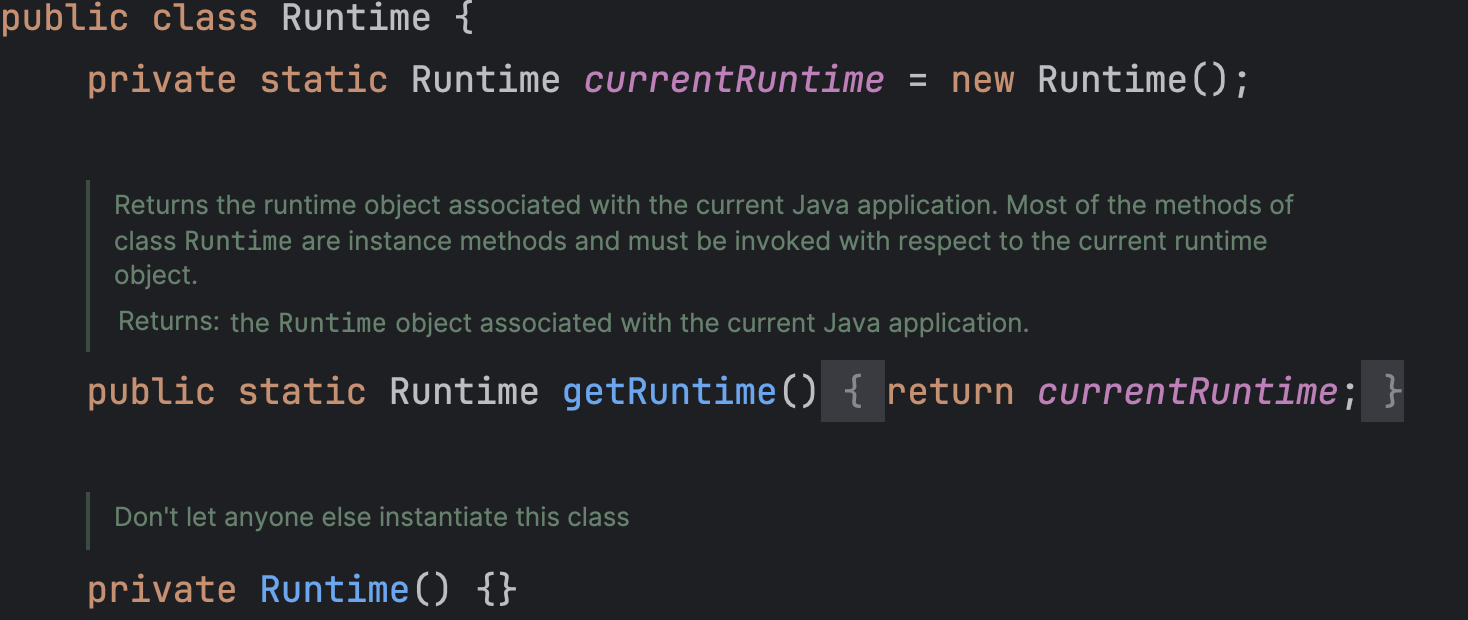 public class Runtime {
private static Runtime currentRuntime = new Runtime();
Returns the runtime object associated with the current Java application. Most of the methods of
class Runtime are instance methods and must be invoked with respect to the current runtime
object.
Returns: the Runtime object associated with the current Java application.
public static Runtime getRuntime() { return currentRuntime; }
Don't let anyone else instantiate this class
private Runtime() {}